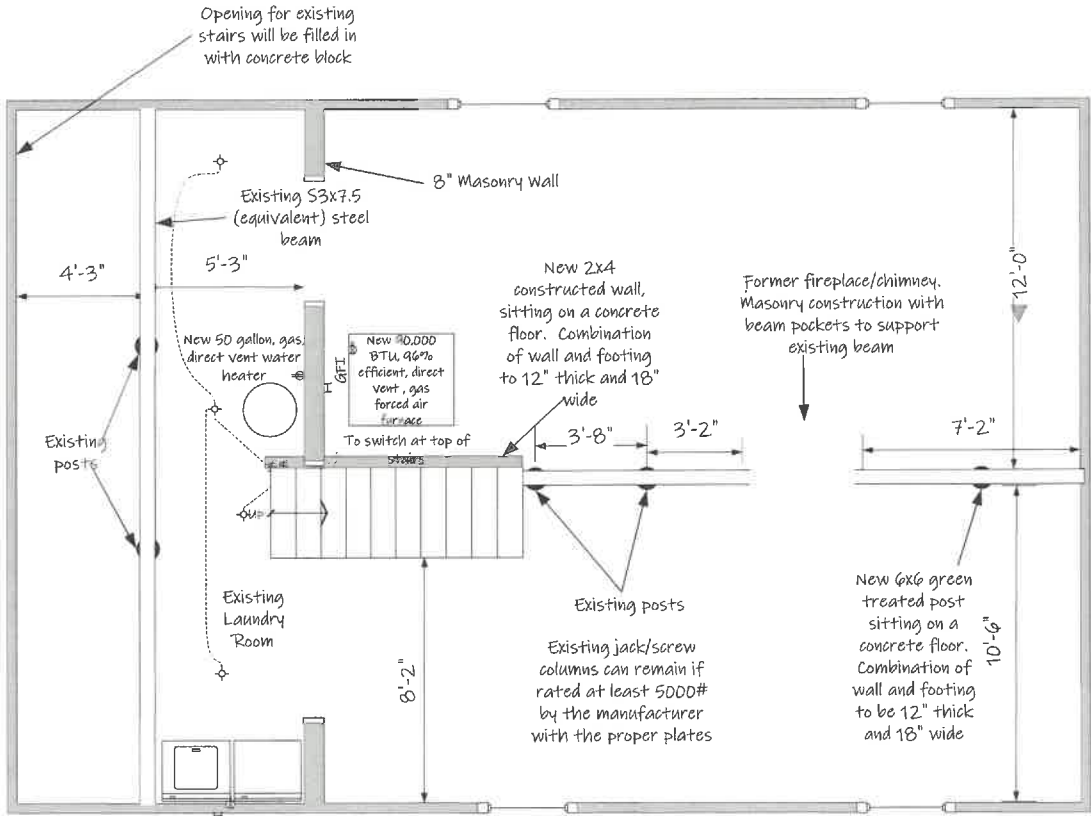 Opening for existing
stairs will be filled in
with concrete block
8" Masonry Wall
Existing S3x7.5
(equivalent) steel
beam
4'-3"
5'-3"
New 2x4
constructed wall,
sitting on a concrete
floor. Combination
of wall and footing
to 12" thick and 18"
wide
Former fireplace/chimney.
Masonry construction with
beam pockets to support
existing beam
12'-0"
New 50 gallon, gas,
direct vent water
heater
GFI
New 90,000
BTU, 96%
efficient, direct
vent, gas
forced air
furnace
To switch at top of
stairs
3'-8"
3'-2"
7'-2"
Existing
posts
UP
Existing
Laundry
Room
8'-2"
Existing posts
Existing jack/screw
columns can remain if
rated at least 5000#
by the manufacturer
with the proper plates
New 6x6 green
treated post
sitting on a
concrete floor.
Combination of
wall and footing
to be 12" thick
and 18" wide
10'-6"